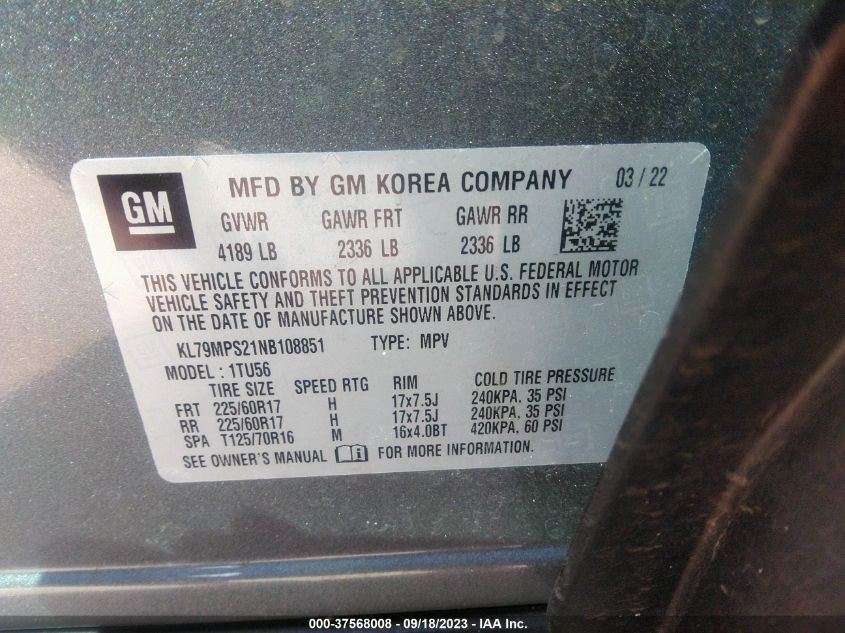 GM
MFD BY GM KOREA COMPANY 03 / 22
GVWR GAWR FRT GAWR RR
4189 LB 2336 LB 2336 LB
THIS VEHICLE CONFORMS TO ALL APPLICABLE U.S. FEDERAL MOTOR
VEHICLE SAFETY AND THEFT PREVENTION STANDARDS IN EFFECT
ON THE DATE OF MANUFACTURE SHOWN ABOVE.
KL79MPS21NB108851 TYPE: MPV
MODEL : 1TU56
TIRE SIZE SPEED RTG RIM COLD TIRE PRESSURE
FRT 225/60R17 H 17x7.5J 240KPA, 35 PSI
RR 225/60R17 H 17x7.5J 240KPA, 35 PSI
SPA T125/70R16 M 16x4.0BT 420KPA, 60 PSI
SEE OWNER'S MANUAL FOR MORE INFORMATION.
000-37568008 - 09/18/2023 - IAA Inc.